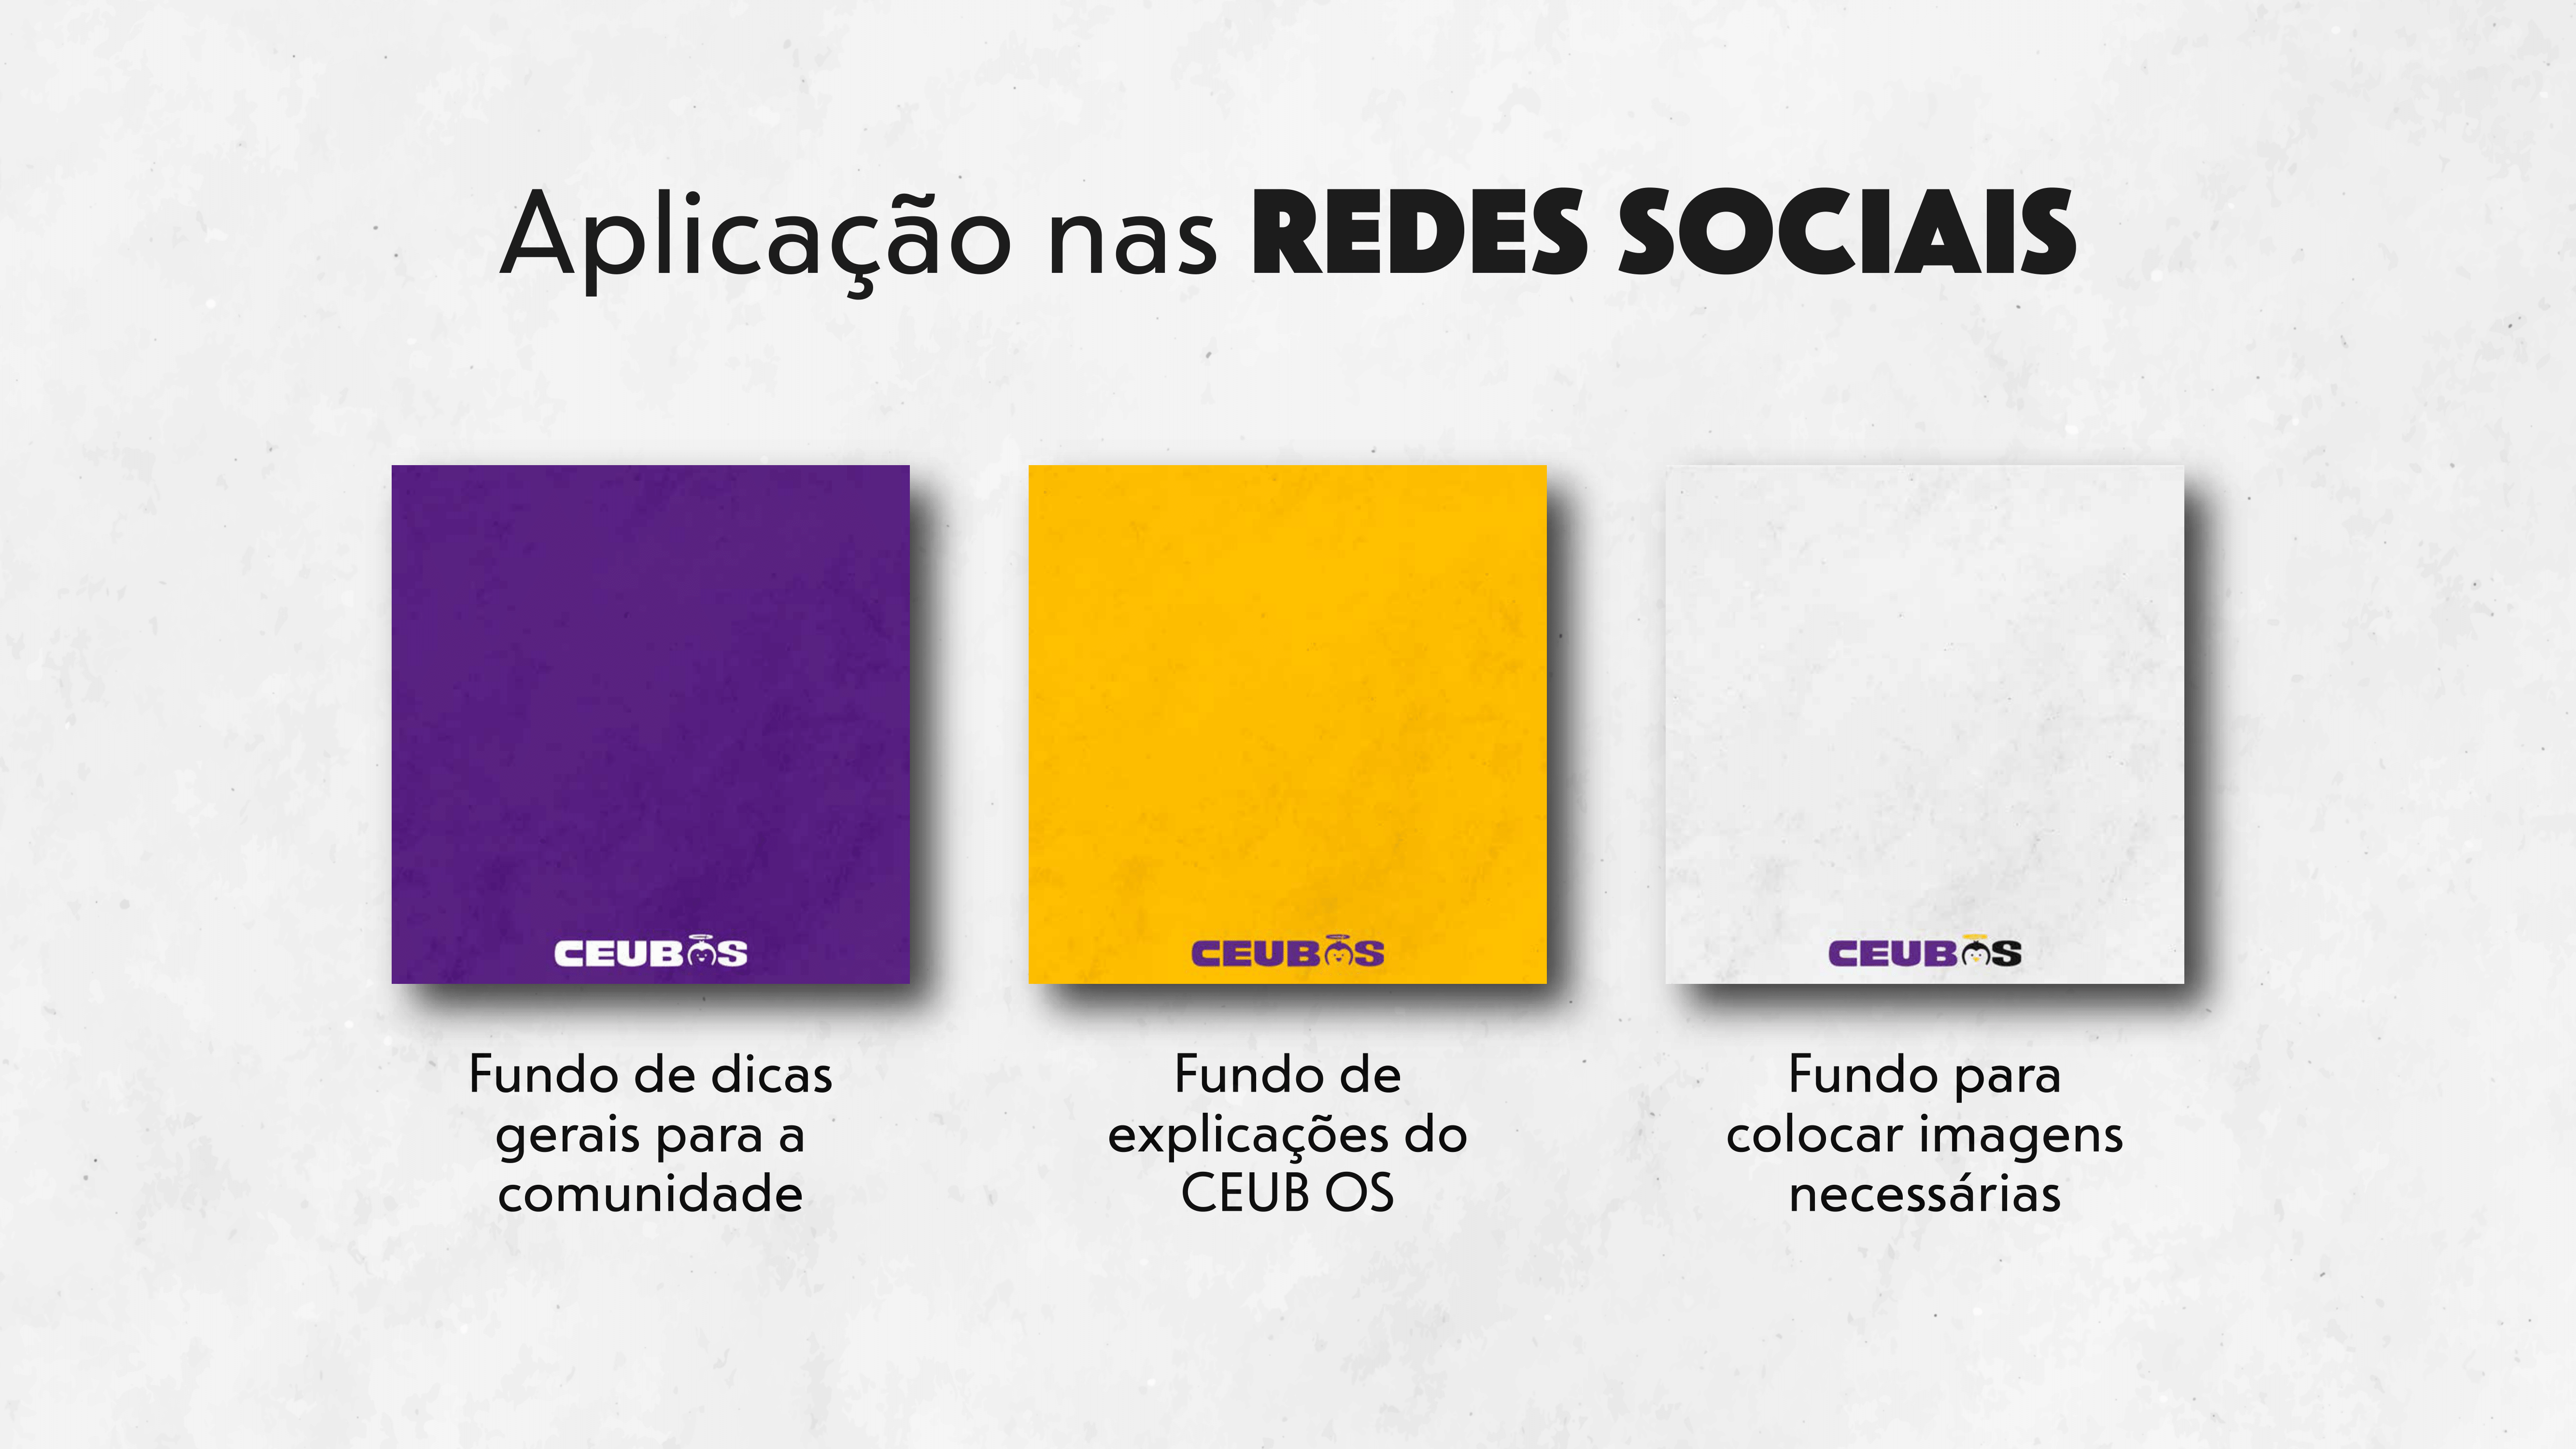 Aplicação nas REDES SOCIAIS
CEUBOS
CEUBOS
CEUBOS
Fundo de dicas
gerais para a
comunidade
Fundo de
explicações do
CEUB OS
Fundo para
colocar imagens
necessárias